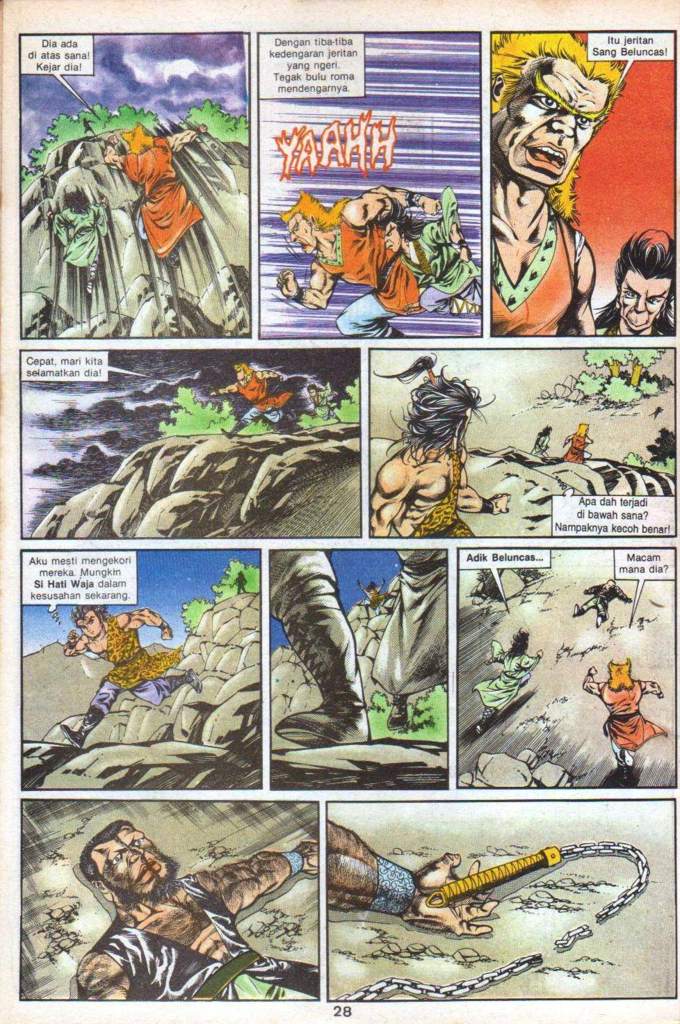 Dia ada
di atas sana!
Kejar dia!
Dengan tiba-tiba
kedengaran jeritan
yang ngeri.
Tegak bulu roma
mendengarnya.
YAAHH
Itu jeritan
Sang Beluncas!
Cepat, mari kita
selamatkan dia!
Apa dah terjadi
di bawah sana?
Nampaknya kecoh benar!
Aku mesti mengekori
mereka. Mungkin
Si Hati Waja dalam
kesusahan sekarang.
Adik Beluncas...
Macam
mana dia?
28